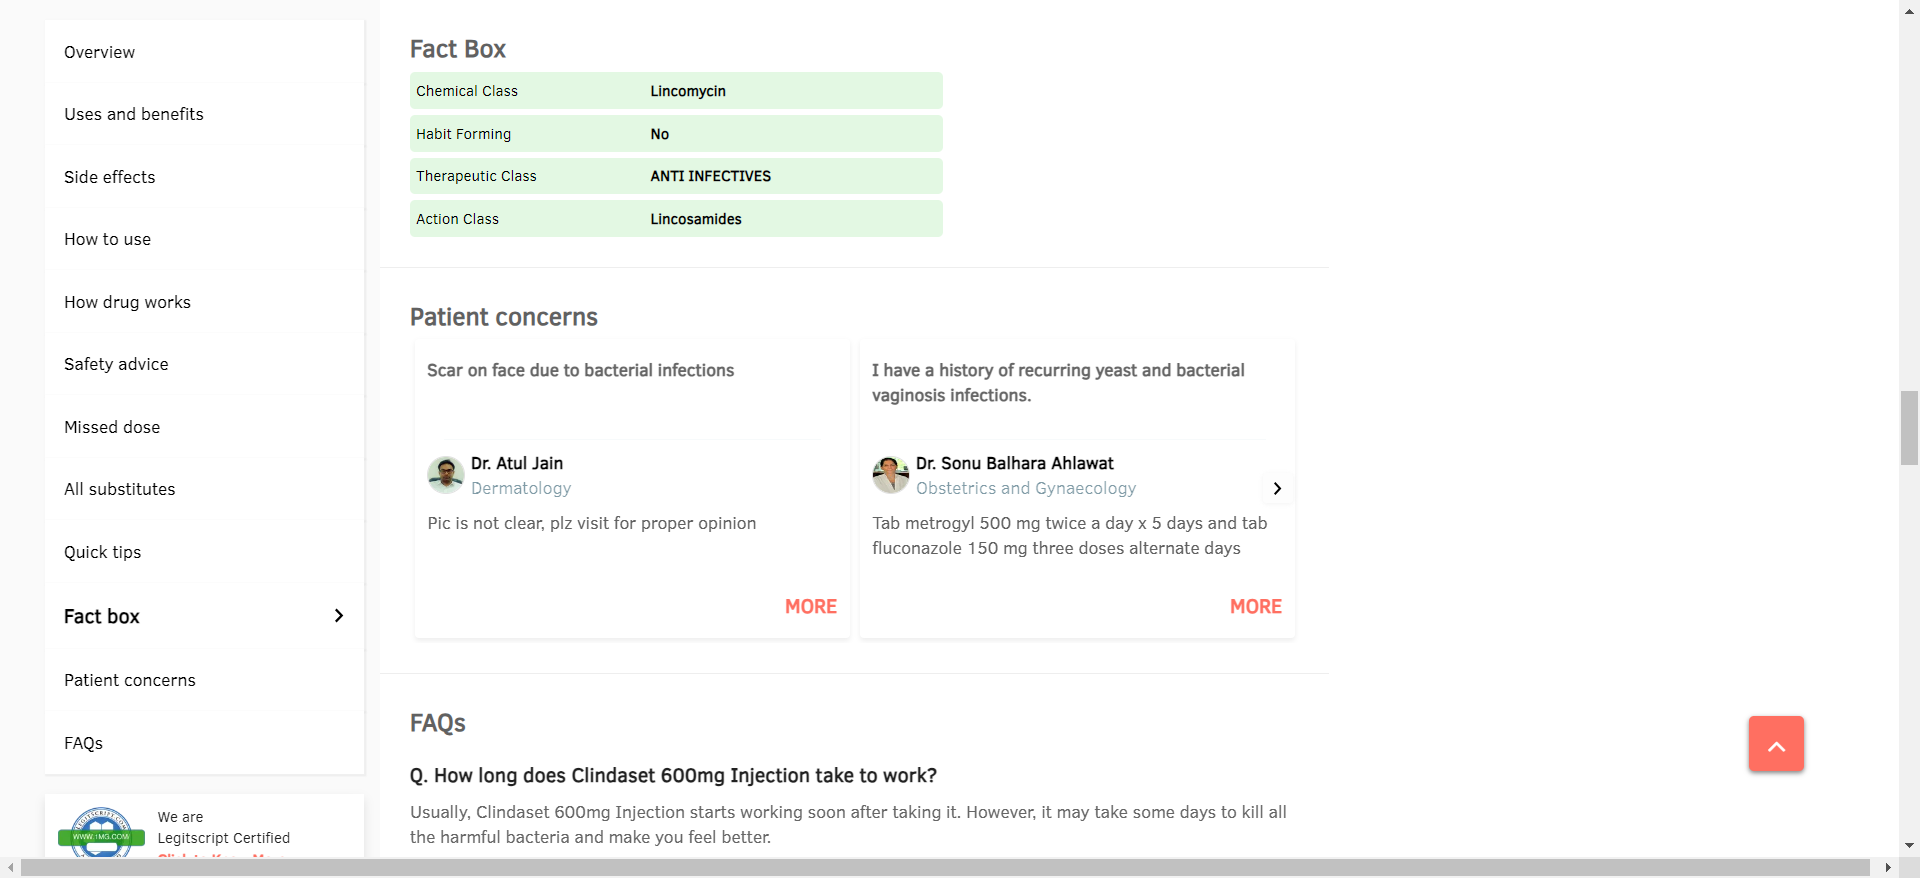 Overview
Uses and benefits
Side effects
How to use
How drug works
Safety advice
Missed dose
All substitutes
Quick tips
Fact box
Patient concerns
FAQs
WWW.1MG.COM
We are
Legitscript Certified
Fact Box
Chemical Class Lincomycin
Habit Forming No
Therapeutic Class ANTI INFECTIVES
Action Class Lincosamides
Patient concerns
Scar on face due to bacterial infections
Dr. Atul Jain
Dermatology
Pic is not clear, plz visit for proper opinion
MORE
I have a history of recurring yeast and bacterial
vaginosis infections.
Dr. Sonu Balhara Ahlawat
Obstetrics and Gynaecology
Tab metrogyl 500 mg twice a day x 5 days and tab
fluconazole 150 mg three doses alternate days
MORE
FAQs
Q. How long does Clindaset 600mg Injection take to work?
Usually, Clindaset 600mg Injection starts working soon after taking it. However, it may take some days to kill all
the harmful bacteria and make you feel better.